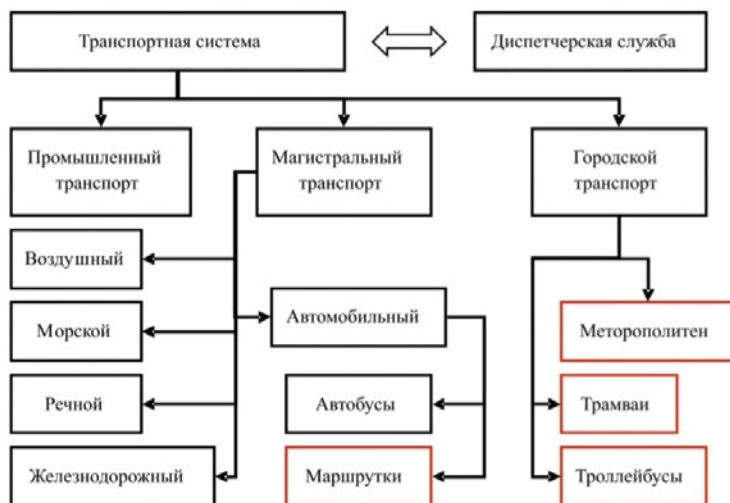 Транспортная система
Диспетчерская служба
Промышленный
транспорт
Магистральный
транспорт
Городской
транспорт
Воздушный
Автомобильный
Морской
Меторополитен
Речной
Автобусы
Трамваи
Железнодорожный
Маршрутки
Троллейбусы